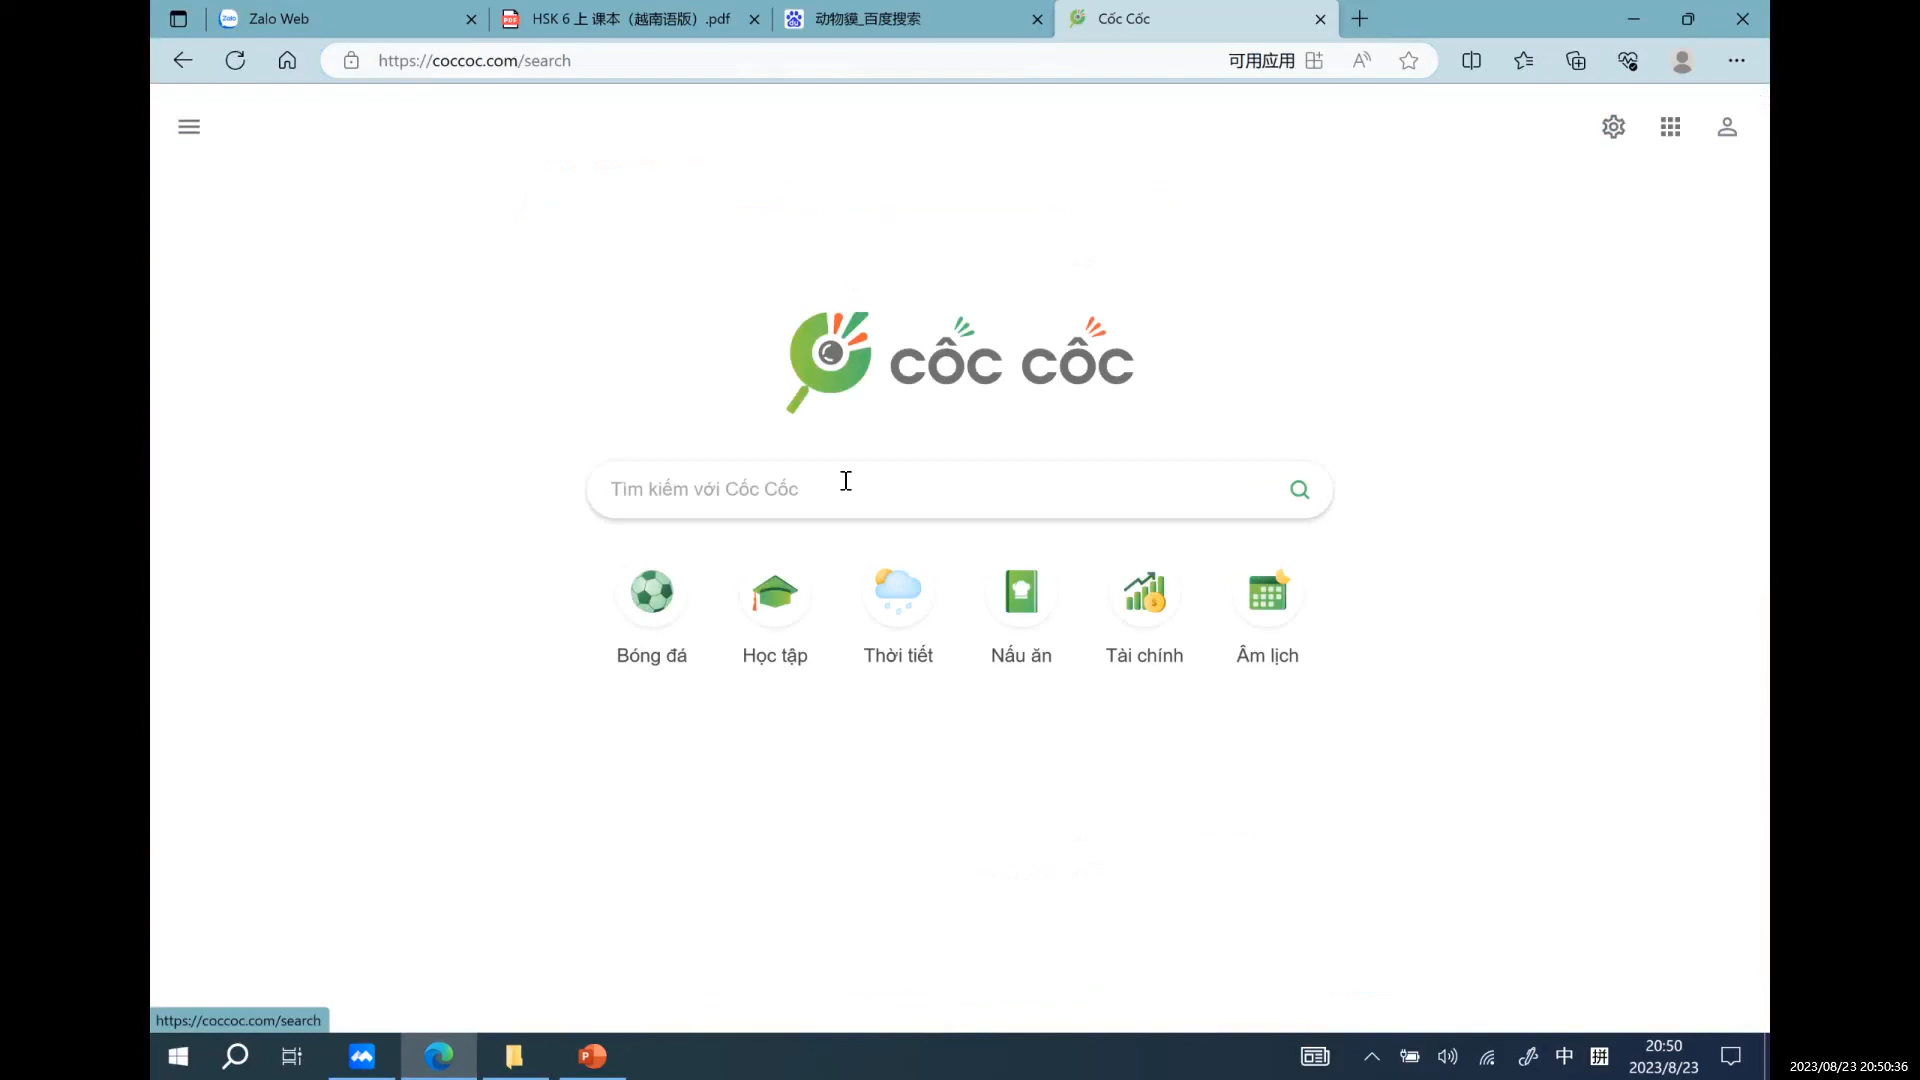 Zalo Web
HSK 6 上 课本（越南语版）.pdf
动物貘_百度搜索
Cốc Cốc
https://coccoc.com/search
可用应用
cốc cốc
Tìm kiếm với Cốc Cốc
Bóng đá
Học tập
Thời tiết
Nấu ăn
Tài chính
Âm lịch
https://coccoc.com/search
中
拼
20:50
2023/8/23
2023/08/23 20:50:36